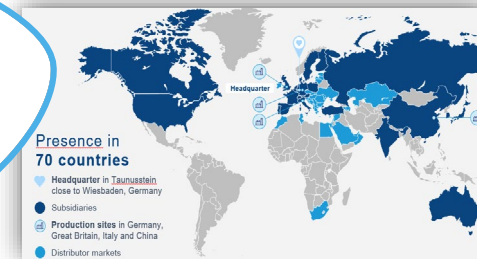 Headquarter
Presence in
70 countries
Headquarter in Taunusstein
close to Wiesbaden, Germany
Subsidiaries
Production sites in Germany,
Great Britain, Italy and China
Distributor markets